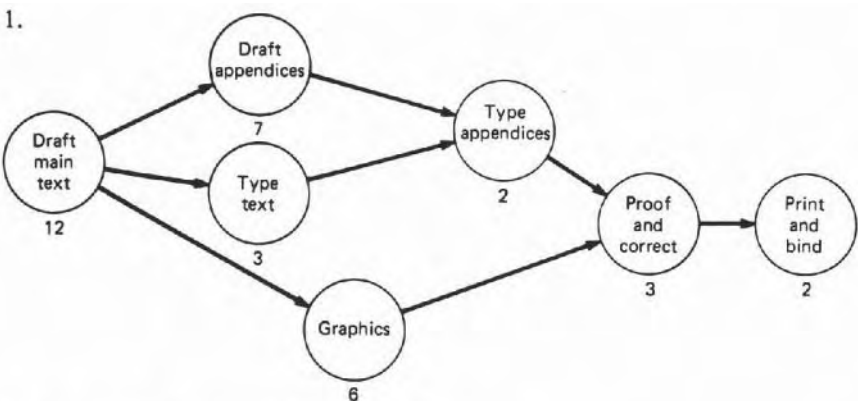 1.
Draft
main
text
12
Draft
appendices
7
Type
text
3
Graphics
6
Type
appendices
2
Proof
and
correct
3
Print
and
bind
2